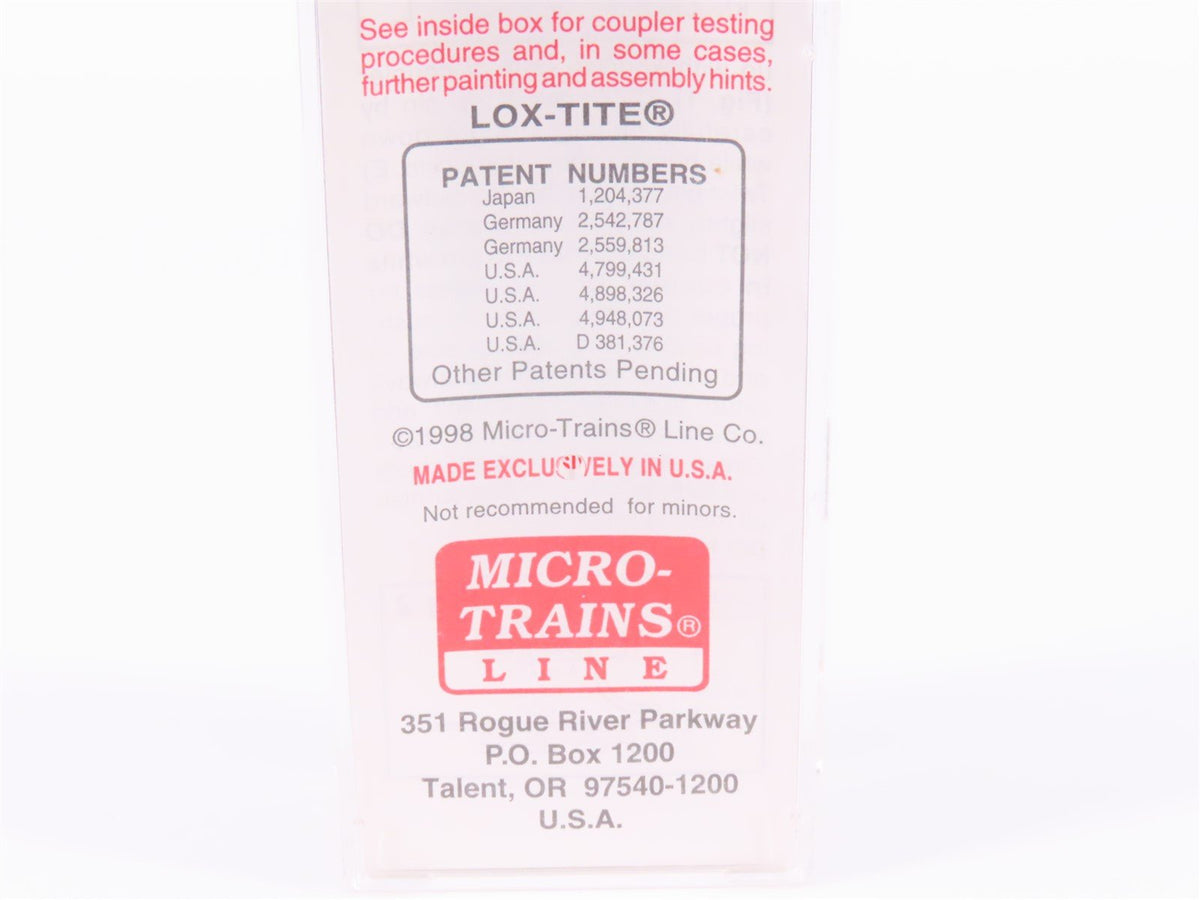 See inside box for coupler testing
procedures and, in some cases,
further painting and assembly hints.
LOX-TITE®
PATENT NUMBERS
Japan 1,204,377
Germany 2,542,787
Germany 2,559,813
U.S.A. 4,799,431
U.S.A. 4,898,326
U.S.A. 4,948,073
U.S.A. D 381,376
Other Patents Pending
©1998 Micro-Trains® Line Co.
MADE EXCLUSIVELY IN U.S.A.
Not recommended for minors.
MICRO-
TRAINS®
LINE
351 Rogue River Parkway
P.O. Box 1200
Talent, OR 97540-1200
U.S.A.